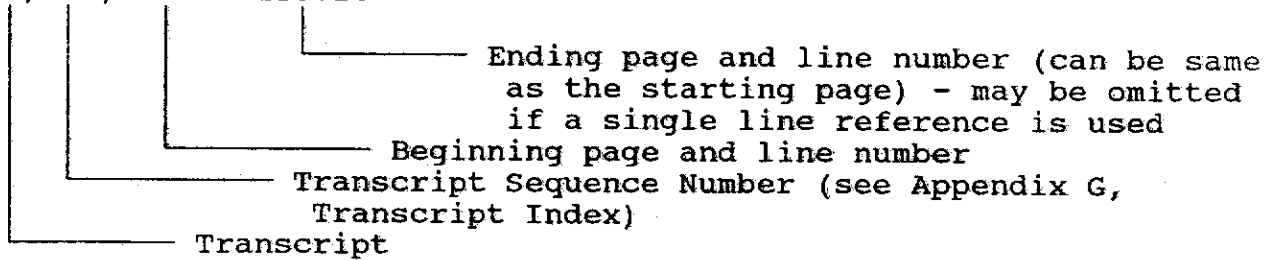 Ending page and line number (can be same
as the starting page) - may be omitted
if a single line reference is used
Beginning page and line number
Transcript Sequence Number (see Appendix G,
Transcript Index)
Transcript